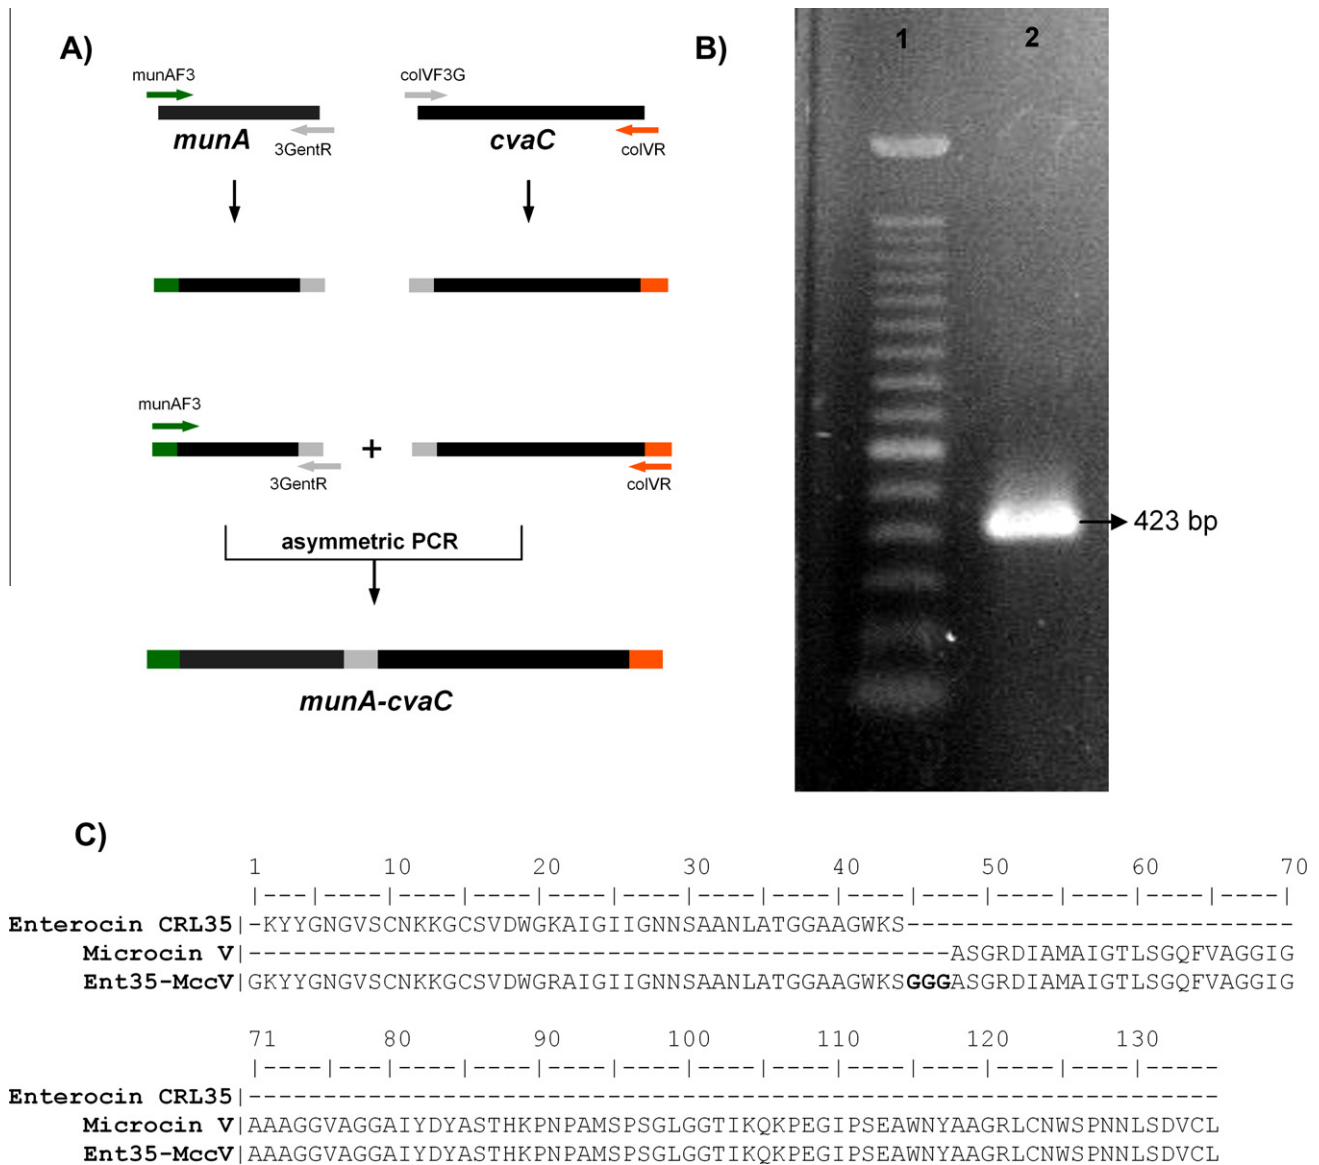 A)
munAF3
munA
3GentR
colVF3G
cvaC
colVR
munAF3
3GentR
+
colVR
asymmetric PCR
munA-cvaC
B)
1 2
423 bp
C)
1 10 20 30 40 50 60 70
|---|----|----|----|----|----|----|----|----|----|----|----|----|----|
Enterocin CRL35|-KYYGNGVSCNKKGCSVDWGKAIGIIGNNSAANLATGGAAGWKS--------------------------
Microcin V|-----------------------------------------------ASGRDIAMAIGTLSGQFVAGGIG
Ent35-MccV|GKYYGNGVSCNKKGCSVDWGRAIGIIGNNSAANLATGGAAGWKSGGGASGRDIAMAIGTLSGQFVAGGIG
71 80 90 100 110 120 130
|----|---|----|----|----|----|----|----|----|----|----|----|-----
Enterocin CRL35|-----------------------------------------------------------------
Microcin V|AAAGGVAGGAIYDYASTHKPNPAMSPSGLGGTIKQKPEGIPSEAWNYAAGRLCNWSPNNLSDVCL
Ent35-MccV|AAAGGVAGGAIYDYASTHKPNPAMSPSGLGGTIKQKPEGIPSEAWNYAAGRLCNWSPNNLSDVCL